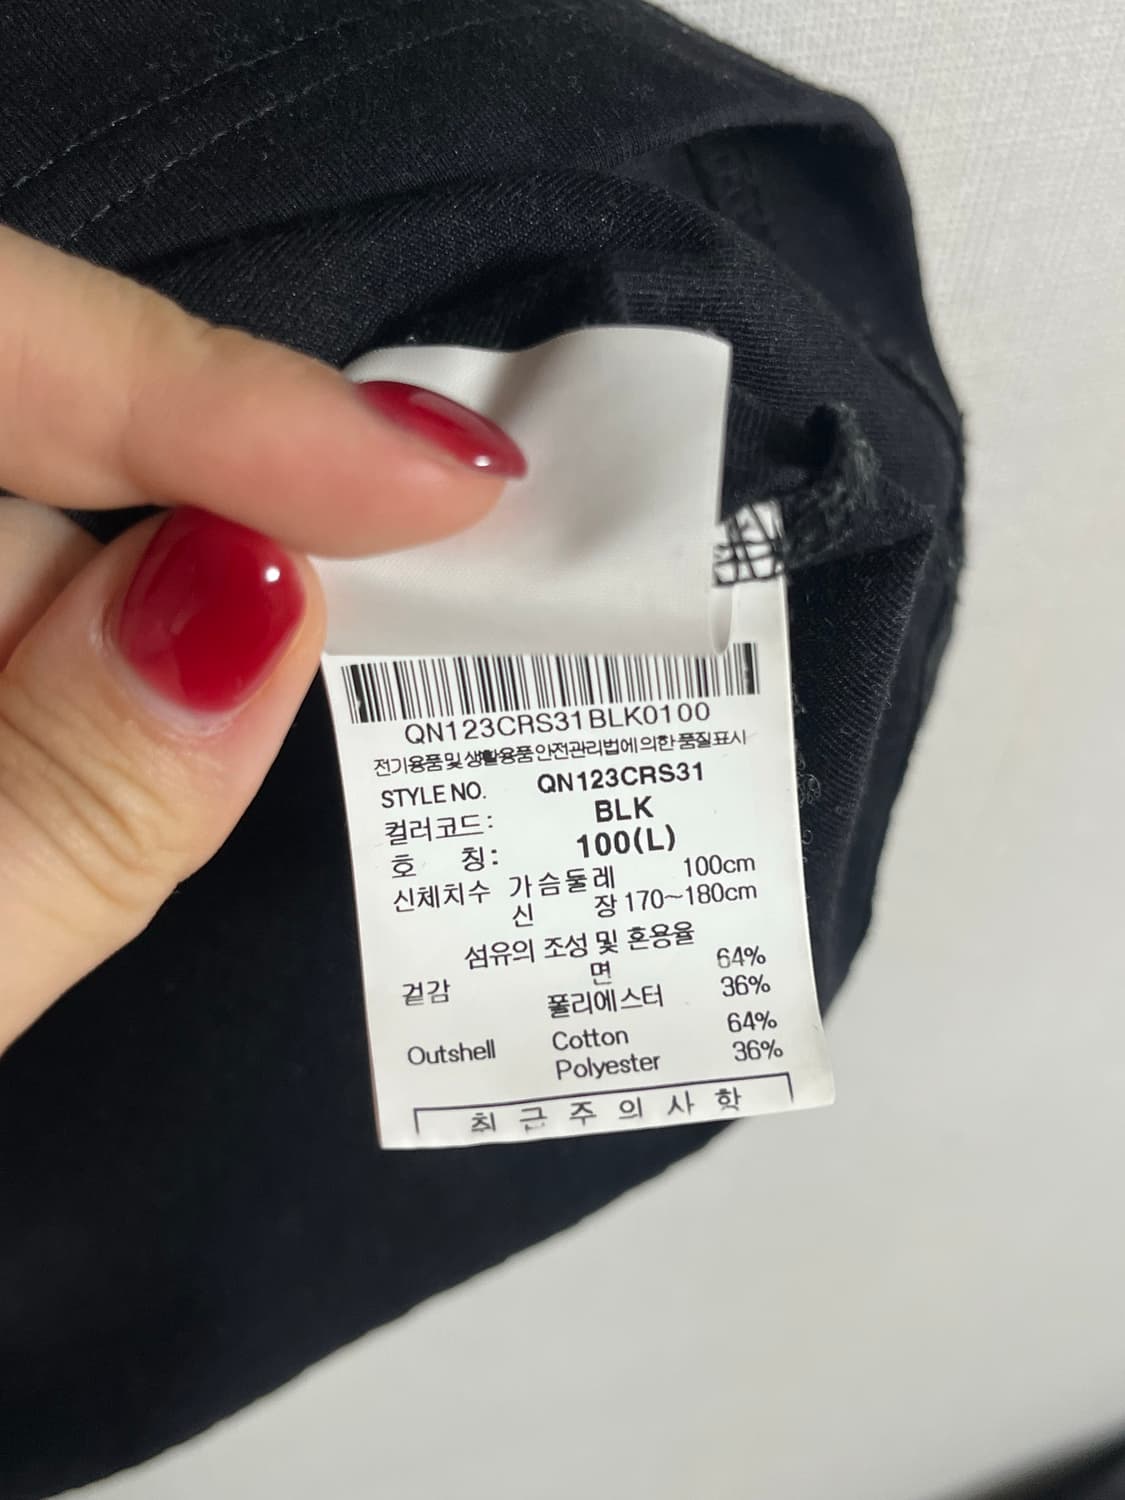 QN123CRS31BLK0100
전기용품 및 생활용품 안전관리법에 의한 품질표시
STYLE NO. QN123CRS31
컬러코드: BLK
호 칭: 100(L)
신체치수 가슴둘레 100cm
신 장 170~180cm
섬유의 조성 및 혼용율
겉감 면 64%
폴리에스터 36%
Outshell Cotton 64%
Polyester 36%
취 근 주 의 사 항